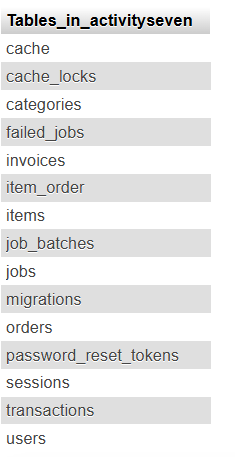 Tables_in_activityseven
cache
cache_locks
categories
failed_jobs
invoices
item_order
items
job_batches
jobs
migrations
orders
password_reset_tokens
sessions
transactions
users